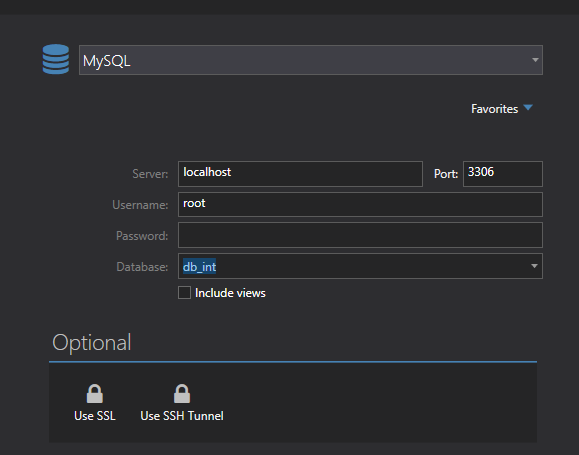 MySQL
Favorites
Server: localhost Port: 3306
Username: root
Password:
Database: db_int
Include views
Optional
Use SSL Use SSH Tunnel